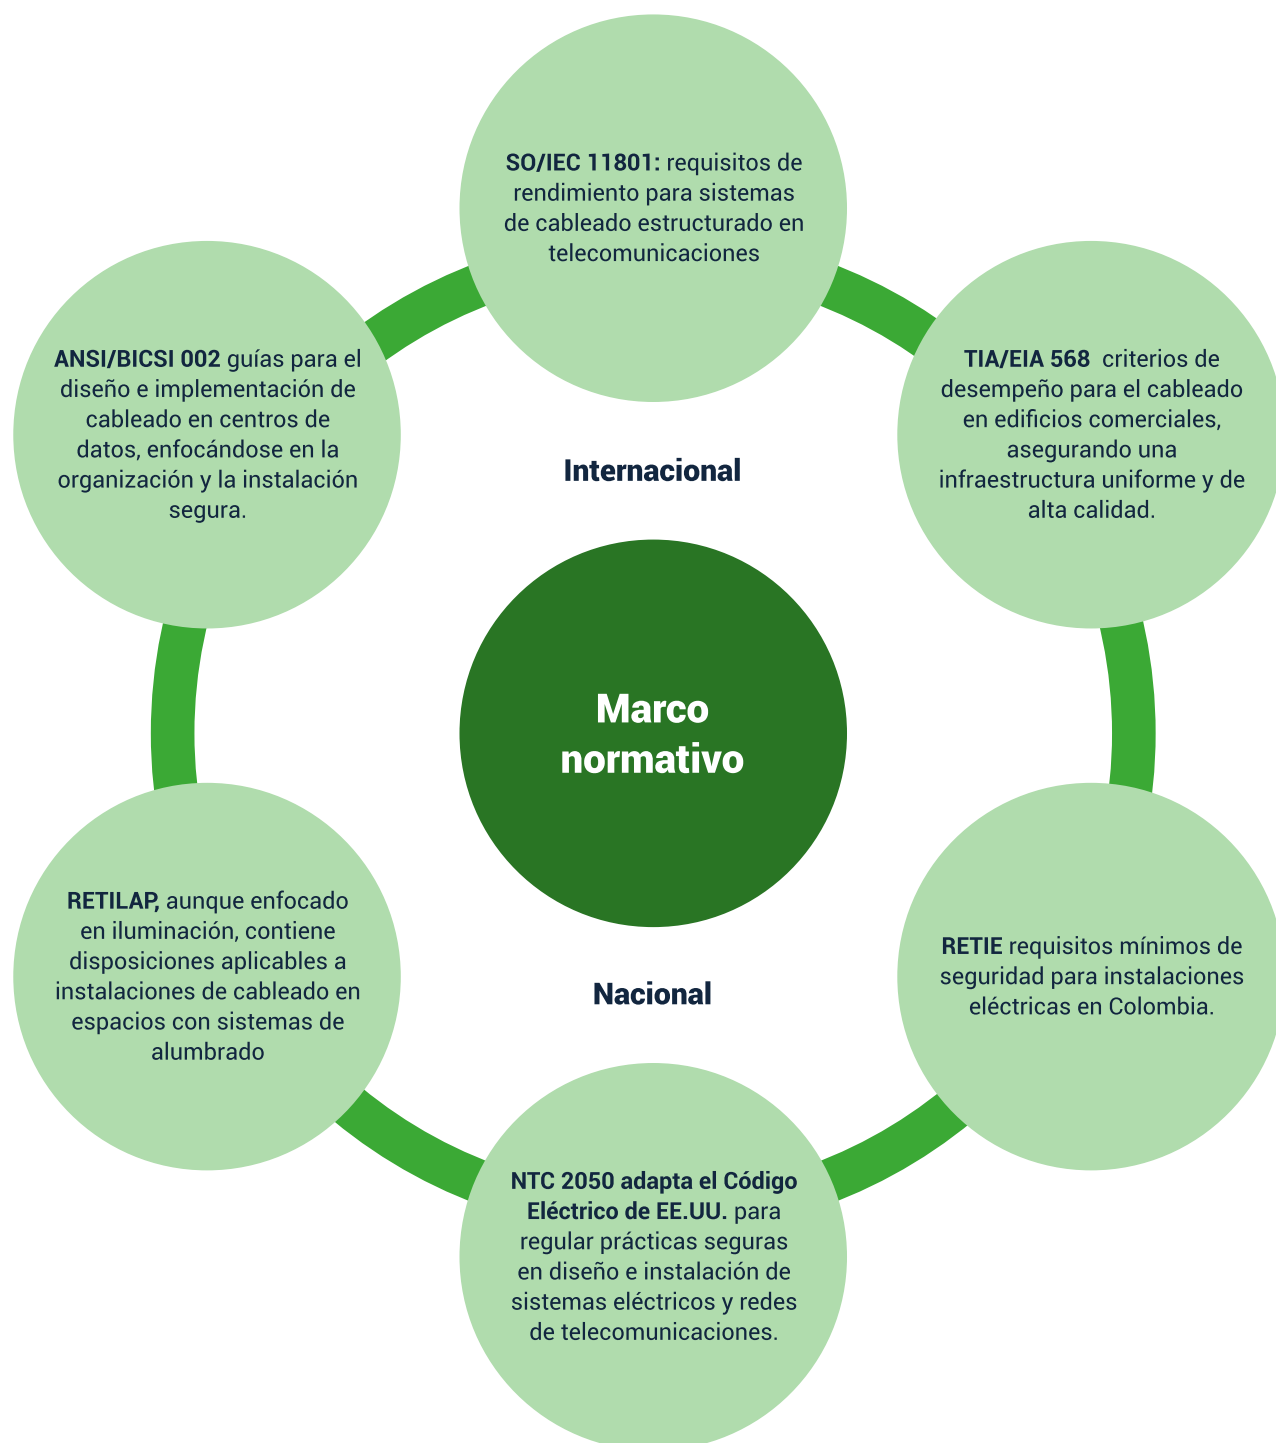 SO/IEC 11801: requisitos de
rendimiento para sistemas
de cableado estructurado en
telecomunicaciones
ANSI/BICSI 002 guías para el
diseño e implementación de
cableado en centros de
datos, enfocándose en la
organización y la instalación
segura.
TIA/EIA 568 criterios de
desempeño para el cableado
en edificios comerciales,
asegurando una
infraestructura uniforme y de
alta calidad.
Internacional
Marco
normativo
Nacional
RETILAP, aunque enfocado
en iluminación, contiene
disposiciones aplicables a
instalaciones de cableado en
espacios con sistemas de
alumbrado
RETIE requisitos mínimos de
seguridad para instalaciones
eléctricas en Colombia.
NTC 2050 adapta el Código
Eléctrico de EE.UU. para
regular prácticas seguras
en diseño e instalación de
sistemas eléctricos y redes
de telecomunicaciones.